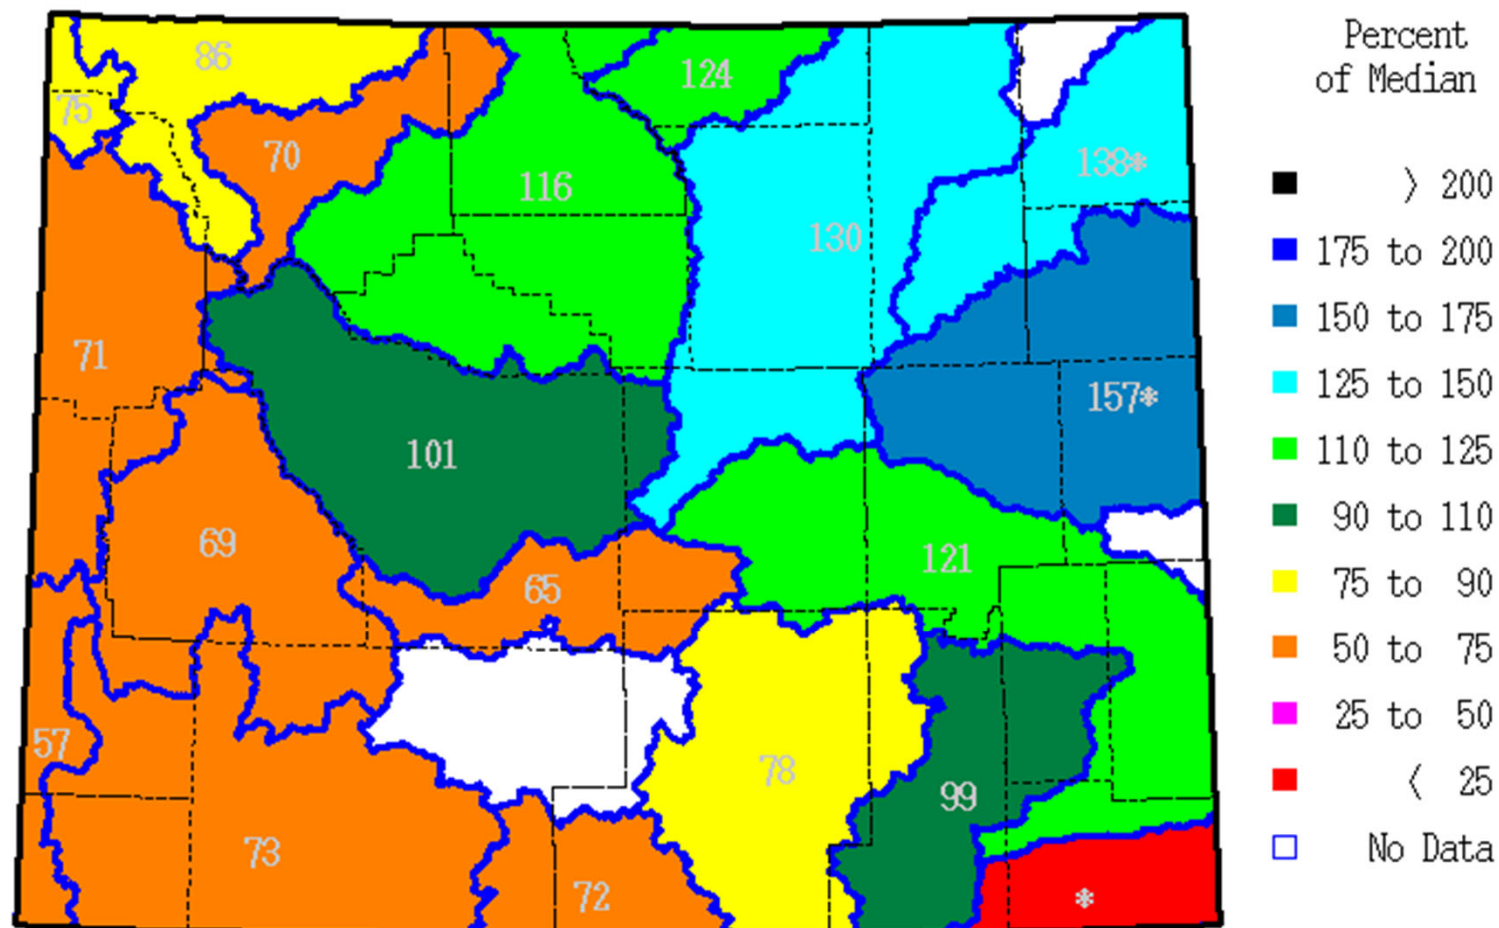 Percent
of Median
> 200
175 to 200
150 to 175
125 to 150
110 to 125
90 to 110
75 to 90
50 to 75
25 to 50
< 25
No Data
86
124
75
70
116
138*
130
71
157*
101
69
121
65
57
78
99
73
72
*